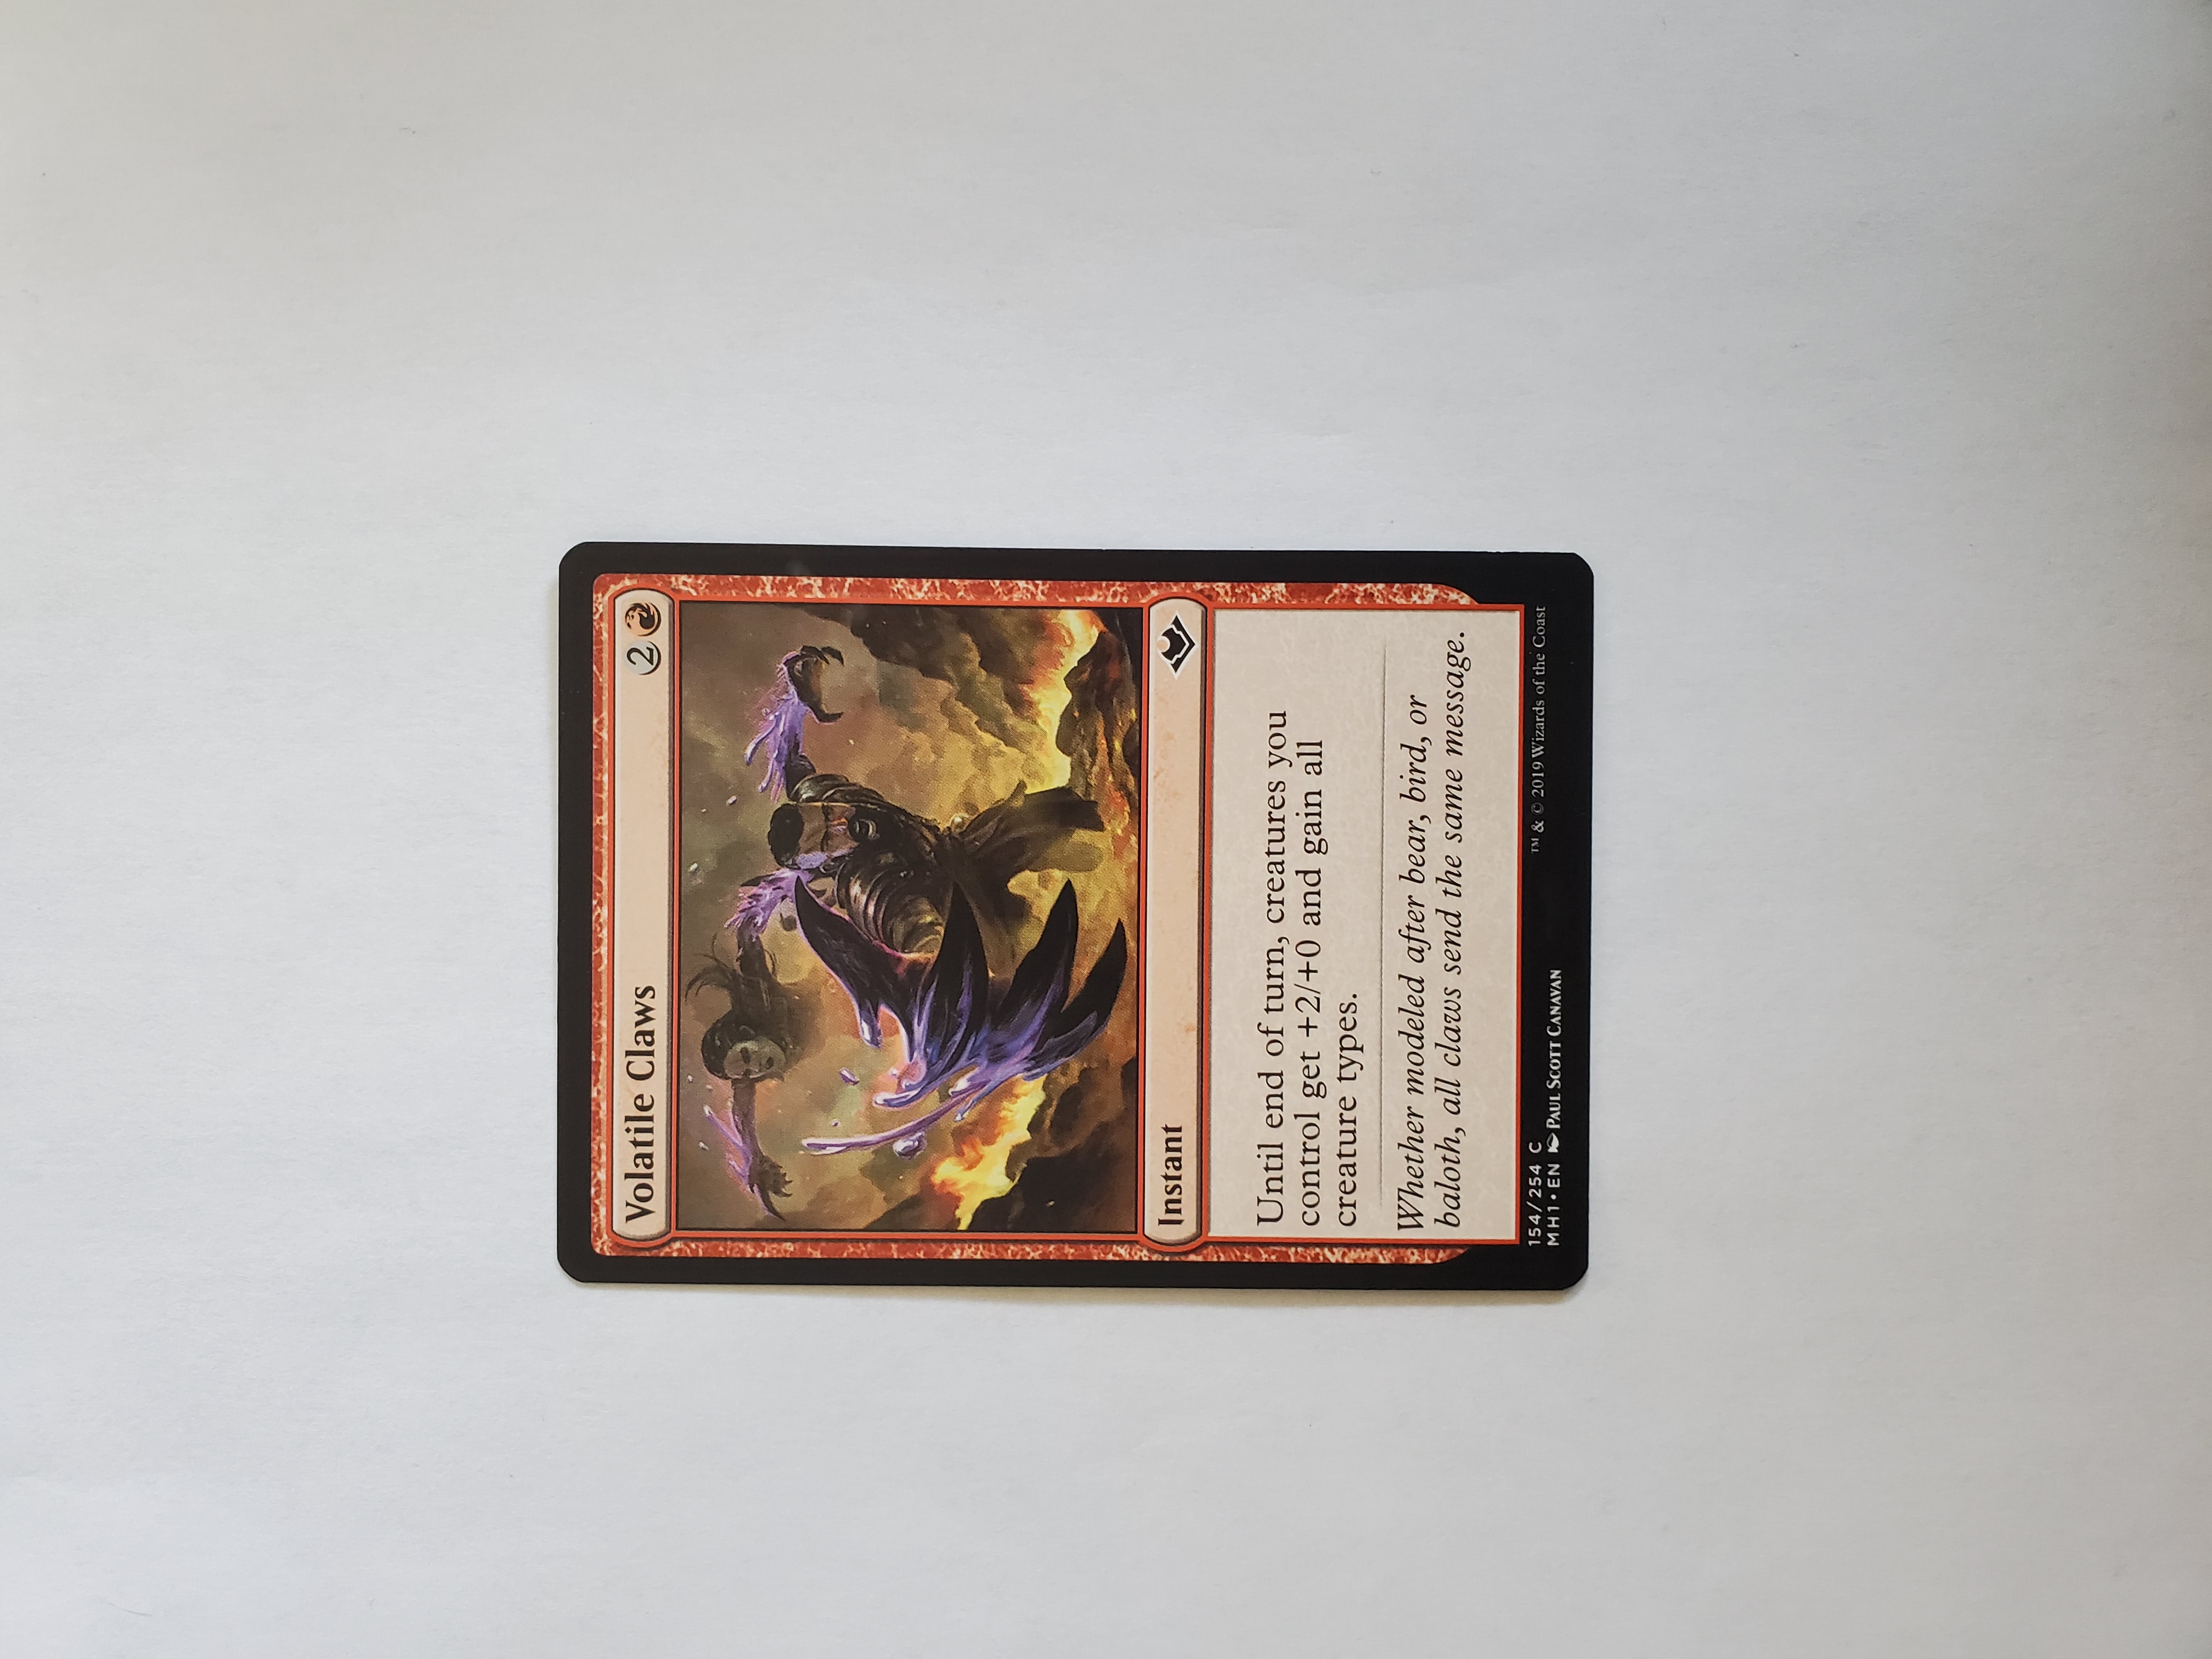 Volatile Claws 2
Instant
Until end of turn, creatures you
control get +2/+0 and gain all
creature types.
Whether modeled after bear, bird, or
baloth, all claws send the same message.
154/254 C
MH1•EN PAUL SCOTT CANAVAN
™ & © 2019 Wizards of the Coast